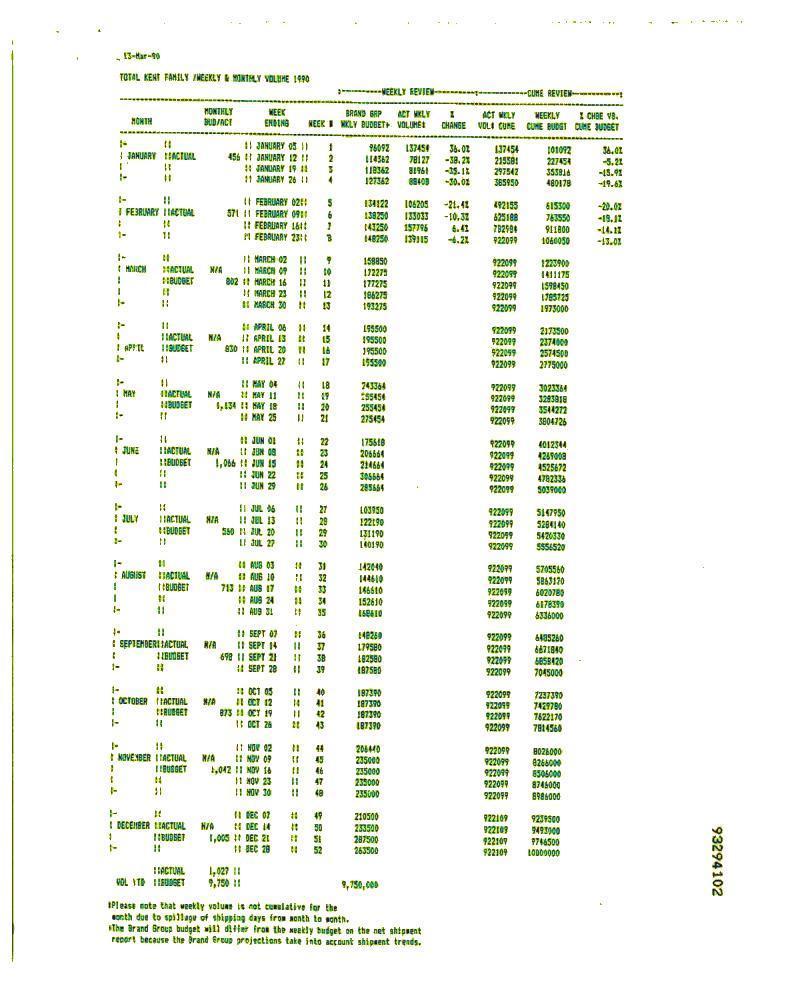 13-Mar-90
TOTAL KENT FAMILY /WEEKLY & MONTHLY VOLUME 1990
WEEKLY REVIEW CUME REVIEW
MONTHLY WEEK BRAND GRP ACT WKLY % ACT WKLY WEEKLY % CHGE VS.
MONTH BUD/ACT ENDING WEEK # WKLY BUDGET+ VOLUME* CHANGE VOL* CUME CUME BUDGT CUME BUDGET
JANUARY 05 1 96092 137454 36.0% 137454 101092 36.0%
JANUARY ACTUAL 456 JANUARY 12 2 114362 78127 -38.2% 215581 227454 -5.2%
JANUARY 19 3 118362 81961 -35.1% 297542 353816 -15.9%
JANUARY 26 4 127362 88408 -30.0% 385950 480178 -19.6%
FEBRUARY 02 5 134122 106205 -21.4% 492155 615300 -20.0%
FEBRUARY ACTUAL 571 FEBRUARY 09 6 138250 133033 -10.3% 625188 763550 -18.1%
FEBRUARY 16 7 143250 157796 6.4% 782984 911800 -14.1%
FEBRUARY 23 8 148250 139115 -6.2% 922099 1060050 -13.0%
MARCH 02 9 158850 922099 1223900
MARCH ACTUAL N/A MARCH 09 10 172275 922099 1411175
BUDGET 802 MARCH 16 11 177275 922099 1598450
MARCH 23 12 186275 922099 1785725
MARCH 30 13 193275 922099 1973000
APRIL 06 14 195500 922099 2173500
ACTUAL N/A APRIL 13 15 195500 922099 2374000
APRIL BUDGET 830 APRIL 20 16 195500 922099 2574500
APRIL 27 17 195500 922099 2775000
MAY 04 18 243364 922099 3023364
MAY ACTUAL N/A MAY 11 19 255454 922099 3283818
BUDGET 1,134 MAY 18 20 255454 922099 3544272
MAY 25 21 275454 922099 3804726
JUN 01 22 175618 922099 4012344
JUNE ACTUAL N/A JUN 08 23 206664 922099 4269008
BUDGET 1,066 JUN 15 24 214664 922099 4525672
JUN 22 25 306664 922099 4782336
JUN 29 26 285664 922099 5039000
JUL 06 27 103950 922099 5147950
JULY ACTUAL N/A JUL 13 28 122190 922099 5284140
BUDGET 560 JUL 20 29 131190 922099 5420330
JUL 27 30 140190 922099 5556520
AUG 03 31 142040 922099 5705560
AUGUST ACTUAL N/A AUG 10 32 144610 922099 5863170
BUDGET 713 AUG 17 33 146610 922099 6020780
AUG 24 34 152610 922099 6178390
AUG 31 35 168610 922099 6336000
SEPT 07 36 148260 922099 6485260
SEPTEMBER ACTUAL N/A SEPT 14 37 179580 922099 6671840
BUDGET 698 SEPT 21 38 182580 922099 6858420
SEPT 28 39 187580 922099 7045000
OCT 05 40 187390 922099 7237390
OCTOBER ACTUAL N/A OCT 12 41 187390 922099 7429780
BUDGET 873 OCT 19 42 187390 922099 7622170
OCT 26 43 187390 922099 7814560
NOV 02 44 206440 922099 8026000
NOVEMBER ACTUAL N/A NOV 09 45 235000 922099 8266000
BUDGET 1,042 NOV 16 46 235000 922099 8506000
NOV 23 47 235000 922099 8746000
NOV 30 48 235000 922099 8986000
DEC 07 49 210500 922109 9239500
DECEMBER ACTUAL N/A DEC 14 50 233500 922109 9493000
BUDGET 1,005 DEC 21 51 287500 922109 9746500
DEC 28 52 263500 922109 10000000
ACTUAL 1,027
VOL YTD BUDGET 9,750 9,750,000
*Please note that weekly volume is not cumulative for the
month due to spillage of shipping days from month to month.
+The Brand Group budget will differ from the weekly budget on the net shipment
report because the Brand Group projections take into account shipment trends.
93294102